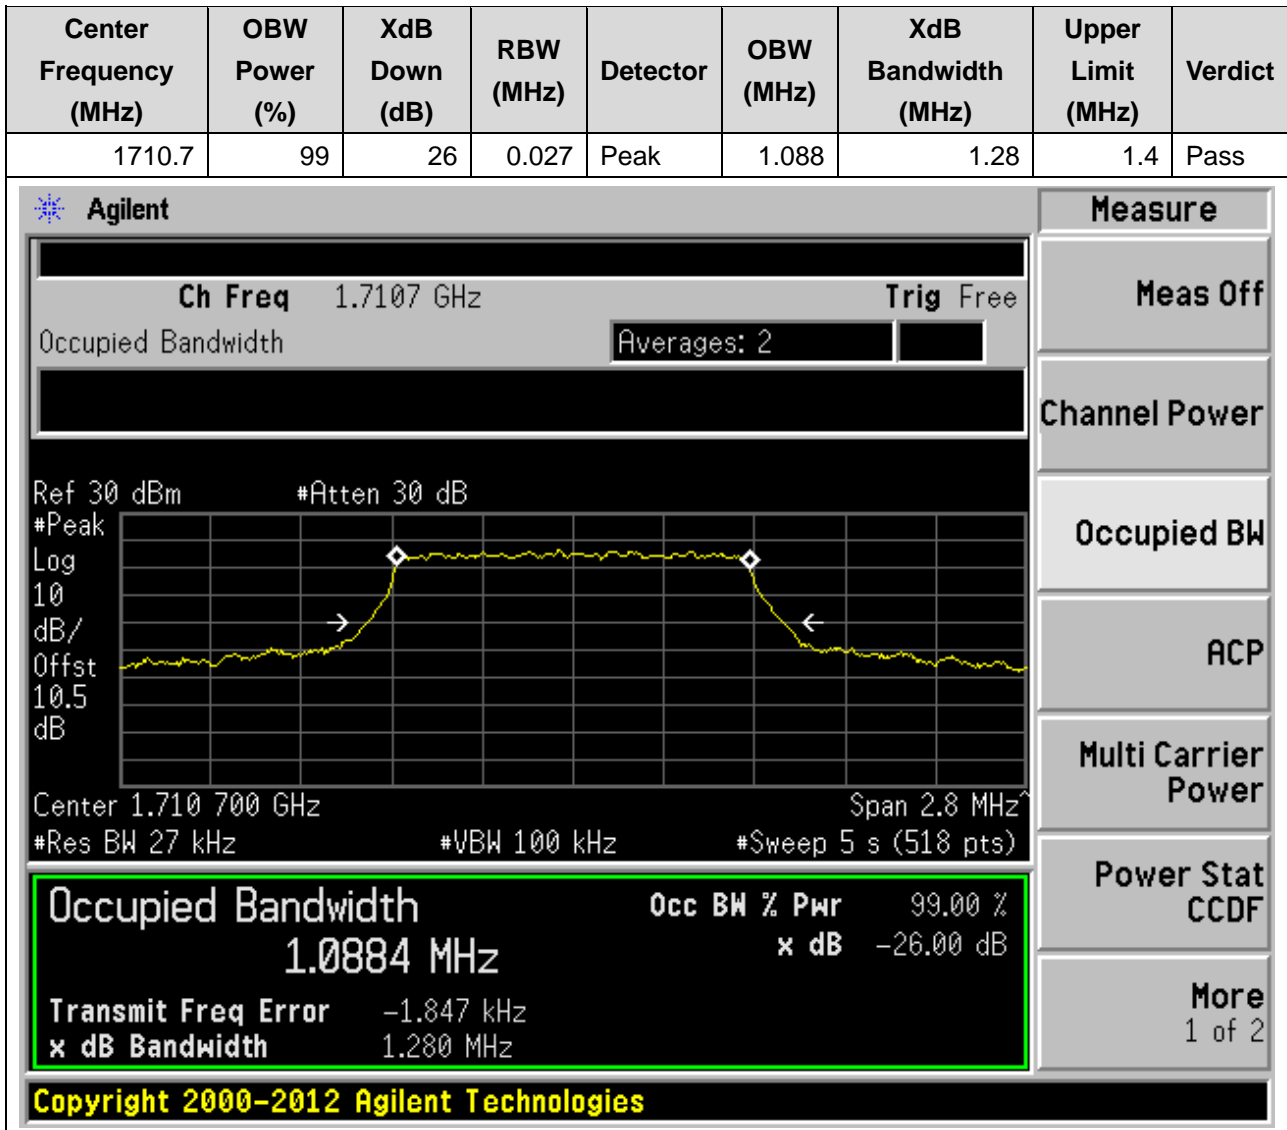 Center Frequency (MHz) OBW Power (%) XdB Down (dB) RBW (MHz) Detector OBW (MHz) XdB Bandwidth (MHz) Upper Limit (MHz) Verdict
1710.7 99 26 0.027 Peak 1.088 1.28 1.4 Pass
Agilent
Measure
Ch Freq 1.7107 GHz Trig Free
Meas Off
Occupied Bandwidth Averages: 2
Channel Power
Ref 30 dBm #Atten 30 dB
#Peak
Log
10
dB/
Offst
10.5
dB
Occupied BW
ACP
Multi Carrier
Power
Center 1.710 700 GHz Span 2.8 MHz^
#Res BW 27 kHz #VBW 100 kHz #Sweep 5 s (518 pts)
Power Stat
CCDF
Occupied Bandwidth Occ BW % Pwr 99.00 %
1.0884 MHz x dB -26.00 dB
Transmit Freq Error -1.847 kHz
x dB Bandwidth 1.280 MHz
More
1 of 2
Copyright 2000-2012 Agilent Technologies